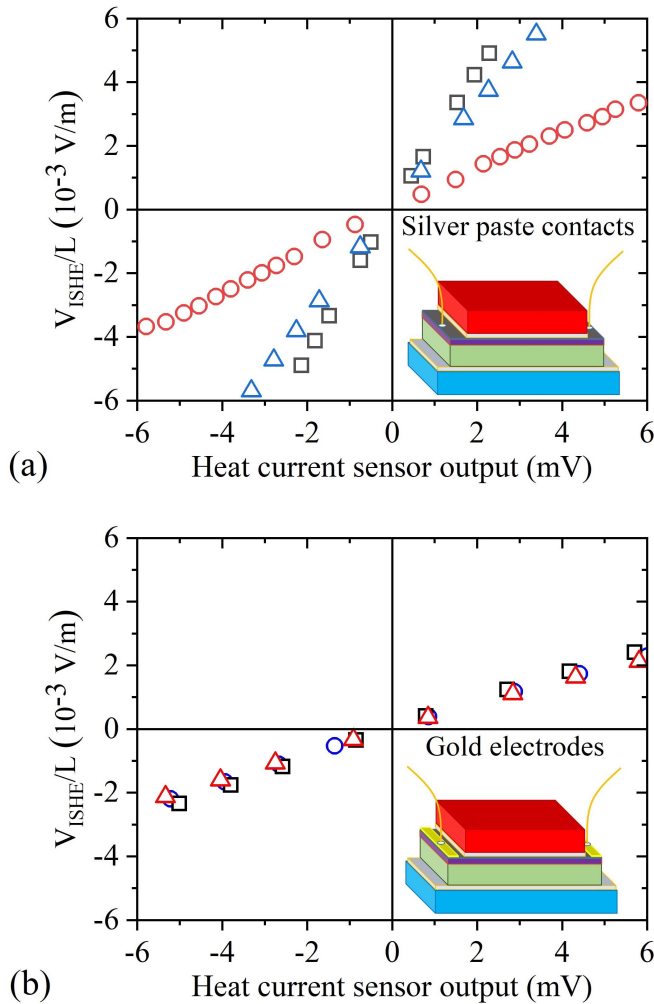 6
4
2
0
-2
-4
-6
V_ISHE/L (10^-3 V/m)
Silver paste contacts
-6 -4 -2 0 2 4 6
(a) Heat current sensor output (mV)
6
4
2
0
-2
-4
-6
V_ISHE/L (10^-3 V/m)
Gold electrodes
-6 -4 -2 0 2 4 6
(b) Heat current sensor output (mV)